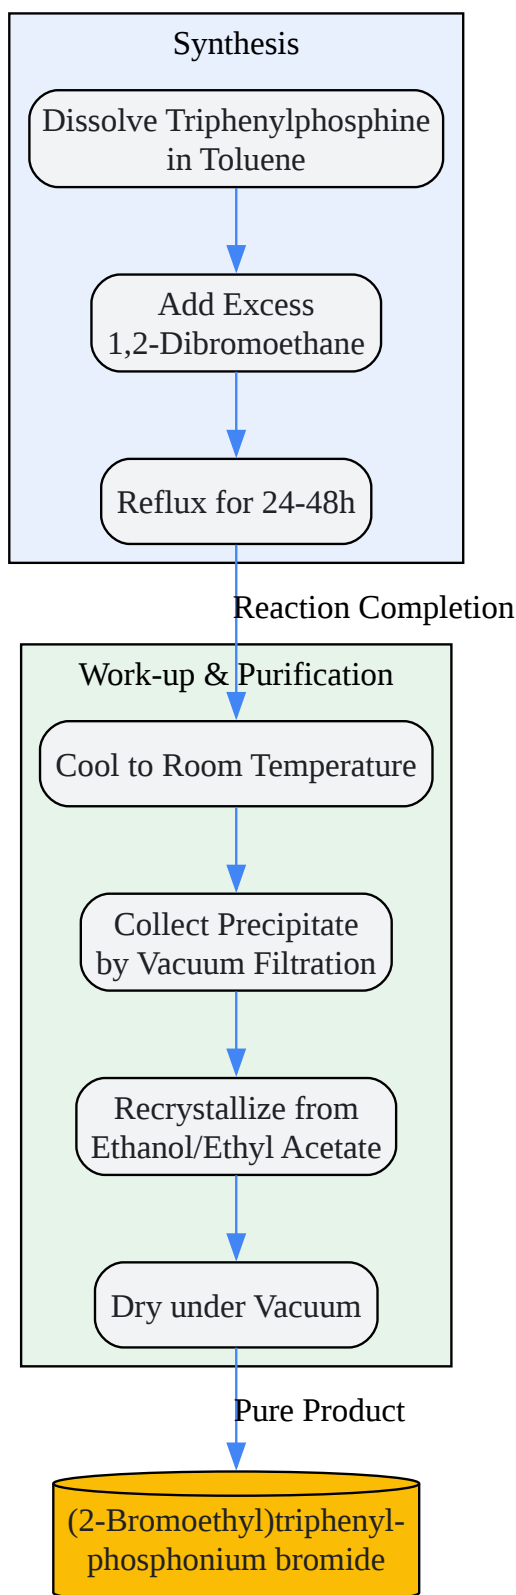 Synthesis
Dissolve Triphenylphosphine
in Toluene
Add Excess
1,2-Dibromoethane
Reflux for 24-48h
Reaction Completion
Work-up & Purification
Cool to Room Temperature
Collect Precipitate
by Vacuum Filtration
Recrystallize from
Ethanol/Ethyl Acetate
Dry under Vacuum
Pure Product
(2-Bromoethyl)triphenyl-
phosphonium bromide